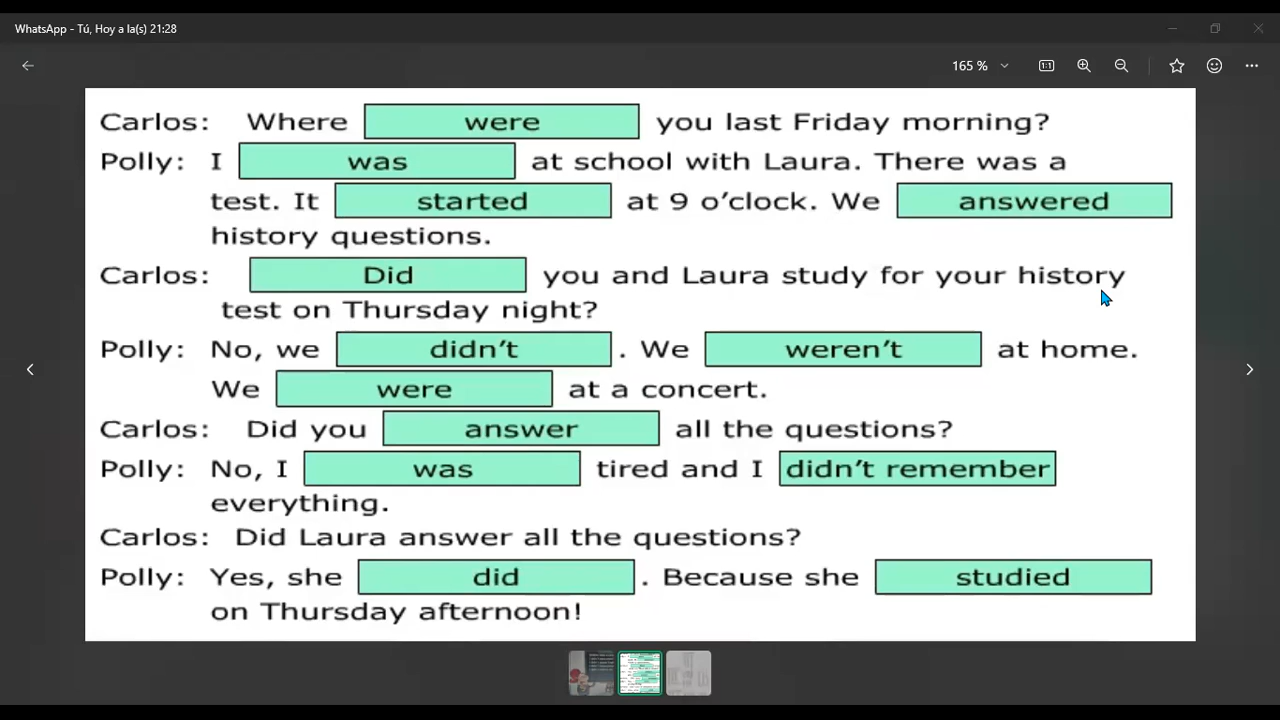 WhatsApp - Tú, Hoy a la(s) 21:28
165 %
1:1
Carlos: Where were you last Friday morning?
Polly: I was at school with Laura. There was a
test. It started at 9 o'clock. We answered
history questions.
Carlos: Did you and Laura study for your history
test on Thursday night?
Polly: No, we didn't . We weren't at home.
We were at a concert.
Carlos: Did you answer all the questions?
Polly: No, I was tired and I didn't remember
everything.
Carlos: Did Laura answer all the questions?
Polly: Yes, she did . Because she studied
on Thursday afternoon!